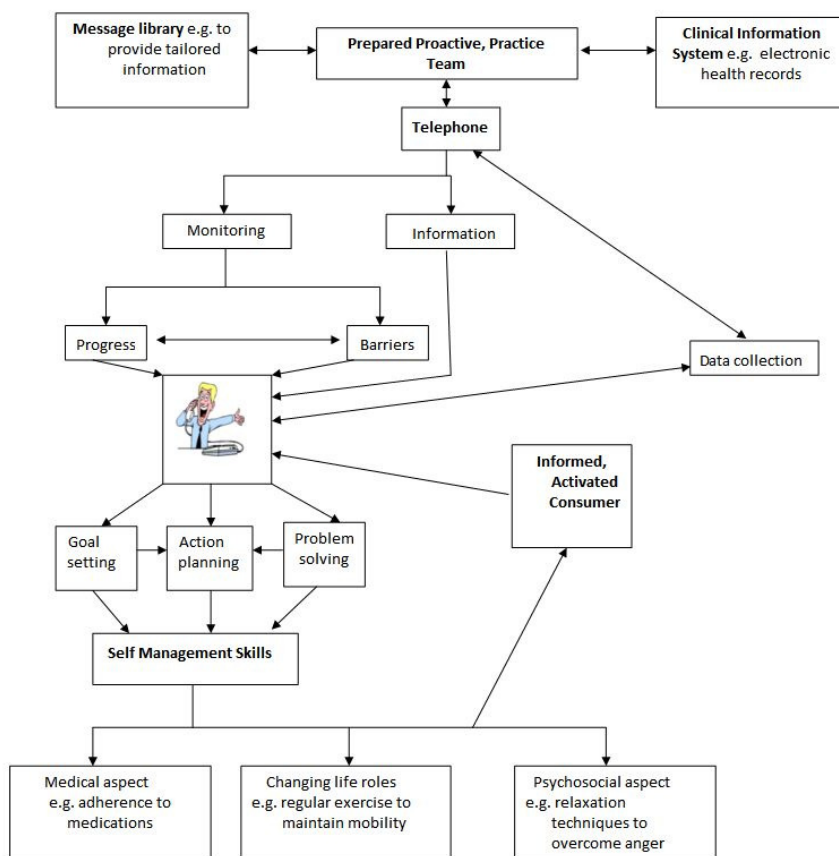 Message library e.g. to
provide tailored
information
Prepared Proactive, Practice
Team
Clinical Information
System e.g. electronic
health records
Telephone
Monitoring
Information
Progress
Barriers
Data collection
Informed,
Activated
Consumer
Goal
setting
Action
planning
Problem
solving
Self Management Skills
Medical aspect
e.g. adherence to
medications
Changing life roles
e.g. regular exercise to
maintain mobility
Psychosocial aspect
e.g. relaxation
techniques to
overcome anger